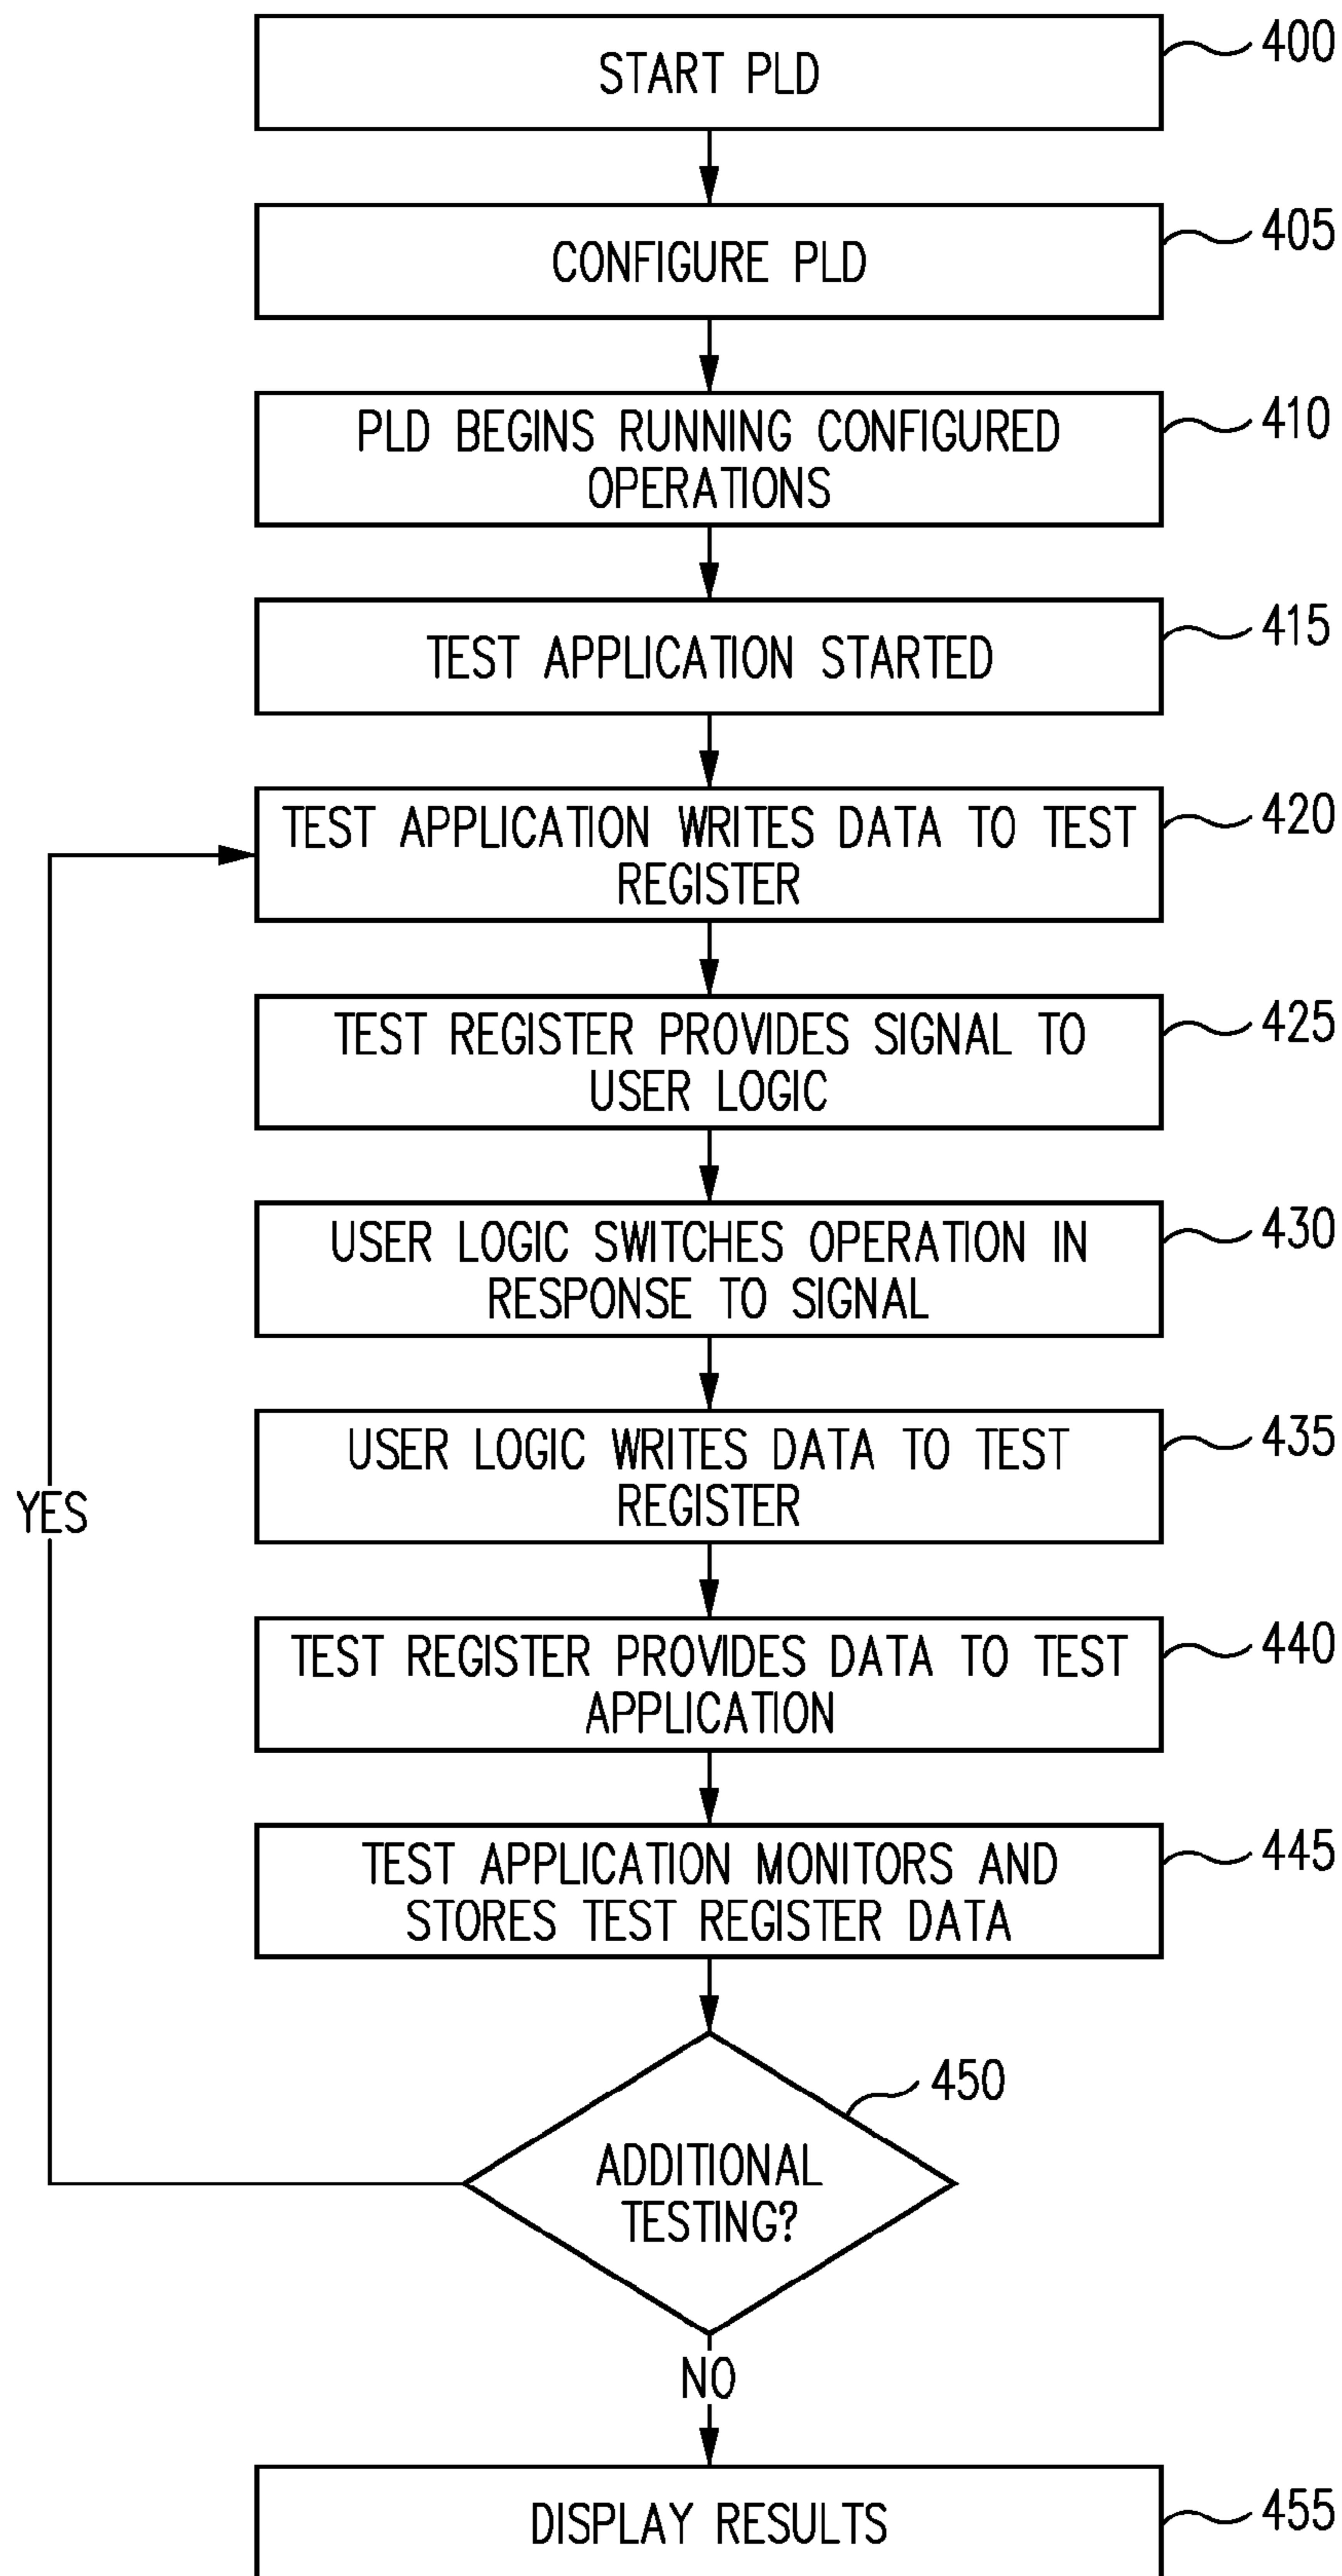 START PLD
400
CONFIGURE PLD
405
PLD BEGINS RUNNING CONFIGURED
OPERATIONS
410
TEST APPLICATION STARTED
415
TEST APPLICATION WRITES DATA TO TEST
REGISTER
420
TEST REGISTER PROVIDES SIGNAL TO
USER LOGIC
425
USER LOGIC SWITCHES OPERATION IN
RESPONSE TO SIGNAL
430
USER LOGIC WRITES DATA TO TEST
REGISTER
435
YES
TEST REGISTER PROVIDES DATA TO TEST
APPLICATION
440
TEST APPLICATION MONITORS AND
STORES TEST REGISTER DATA
445
450
ADDITIONAL
TESTING?
NO
DISPLAY RESULTS
455